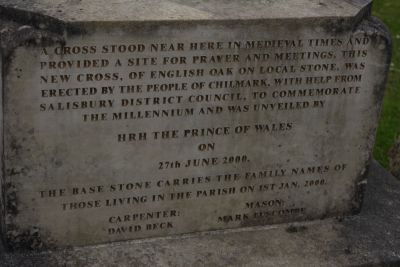 A CROSS STOOD NEAR HERE IN MEDIEVAL TIMES AND
PROVIDED A SITE FOR PRAYER AND MEETINGS, THIS
NEW CROSS, OF ENGLISH OAK ON LOCAL STONE, WAS
ERECTED BY THE PEOPLE OF CHILMARK, WITH HELP FROM
SALISBURY DISTRICT COUNCIL, TO COMMEMORATE
THE MILLENNIUM AND WAS UNVEILED BY
HRH THE PRINCE OF WALES
ON
27th JUNE 2000.
THE BASE STONE CARRIES THE FAMILY NAMES OF
THOSE LIVING IN THE PARISH ON 1ST JAN. 2000.
CARPENTER: MASON:
DAVID BECK MARK LUSCOMBE